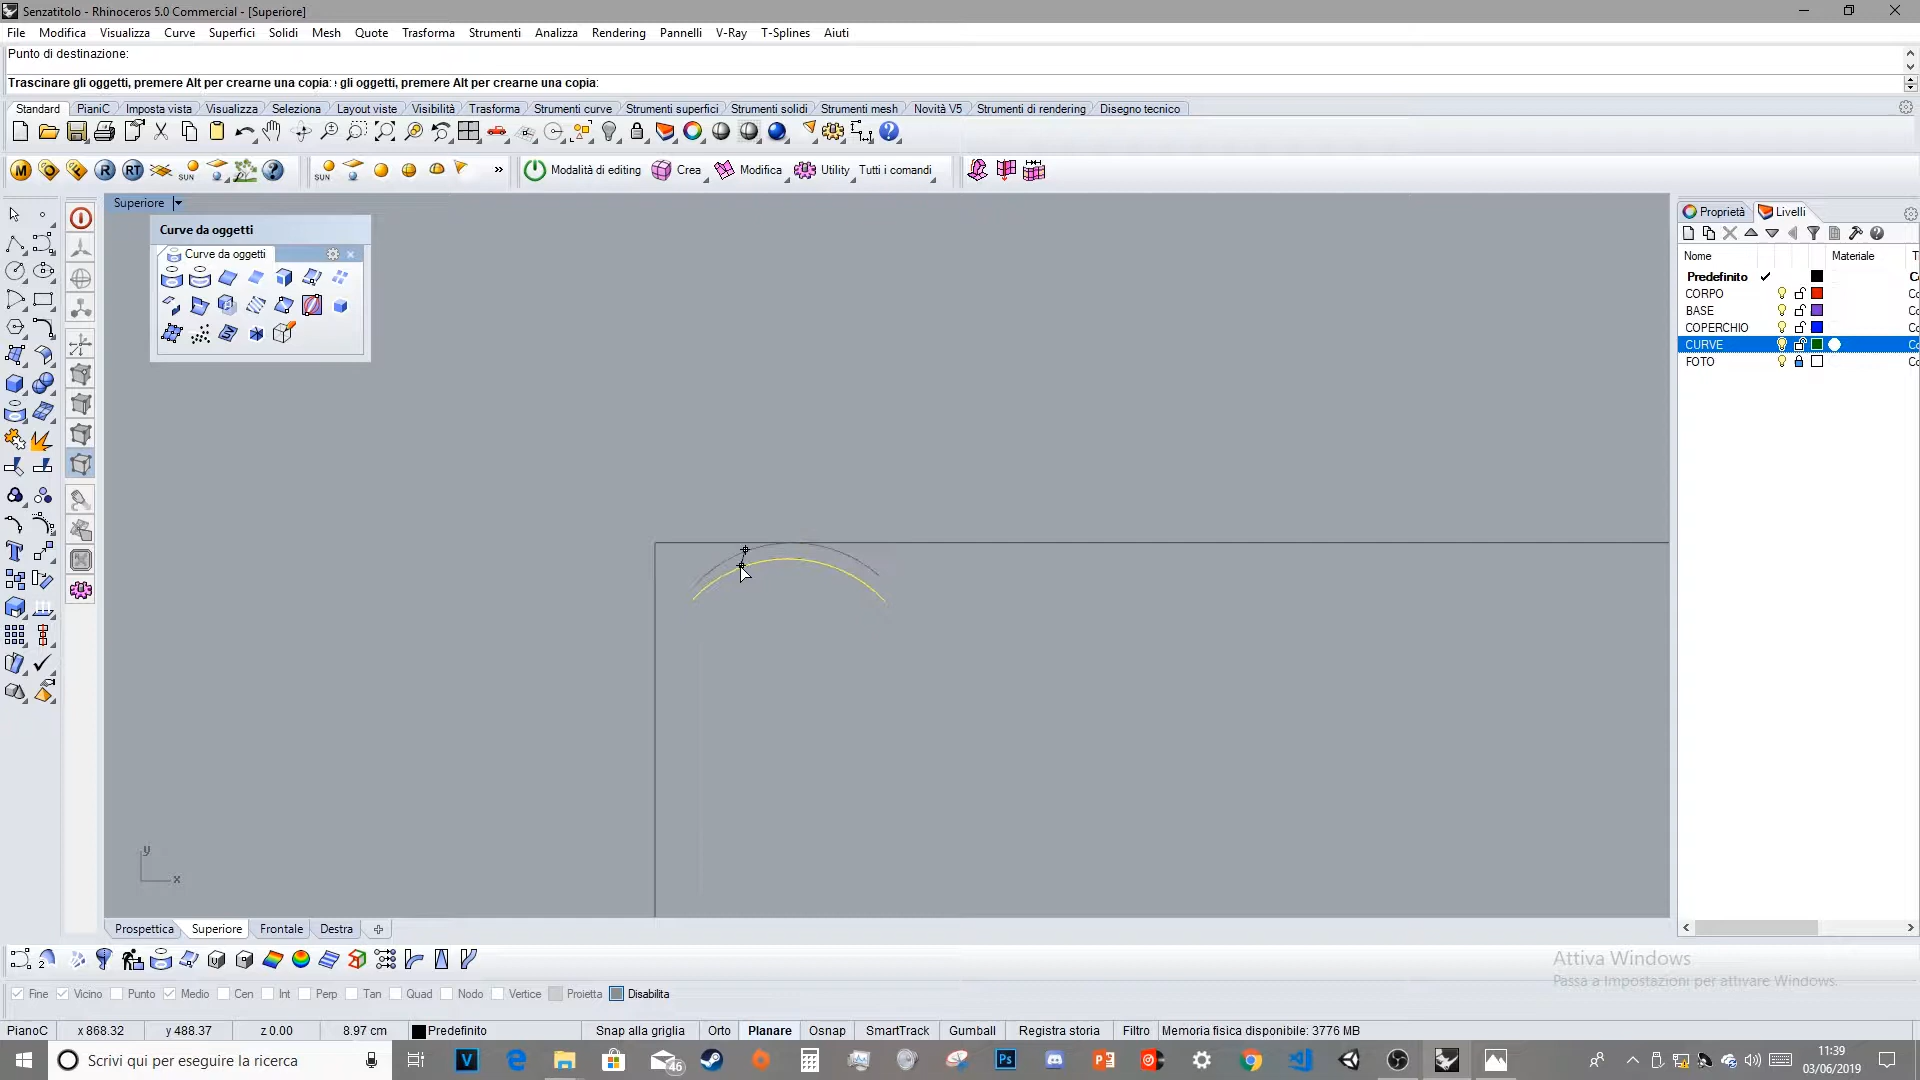 Senzatitolo - Rhinoceros 5.0 Commercial - [Superiore]
File Modifica Visualizza Curve Superfici Solidi Mesh Quote Trasforma Strumenti Analizza Rendering Pannelli V-Ray T-Splines Aiuti
Punto di destinazione:
Trascinare gli oggetti, premere Alt per crearne una copia: gli oggetti, premere Alt per crearne una copia:
Standard PianiC Imposta vista Visualizza Seleziona Layout viste Visibilità Trasforma Strumenti curve Strumenti superfici Strumenti solidi Strumenti mesh Novità V5 Strumenti di rendering Disegno tecnico
M R RT SUN SUN » Modalità di editing Crea Modifica Utility Tutti i comandi
Superiore
Curve da oggetti
Curve da oggetti
Proprietà Livelli
Nome Materiale
Predefinito
CORPO
BASE
COPERCHIO
CURVE
FOTO
y
x
Prospettica Superiore Frontale Destra
Attiva Windows
Passa a Impostazioni per attivare Windows.
Fine Vicino Punto Medio Cen Int Perp Tan Quad Nodo Vertice Proietta Disabilita
PianoC x 868.32 y 488.37 z 0.00 8.97 cm Predefinito Snap alla griglia Orto Planare Osnap SmartTrack Gumball Registra storia Filtro Memoria fisica disponibile: 3776 MB
Scrivi qui per eseguire la ricerca 46 Ps 11:39
03/06/2019